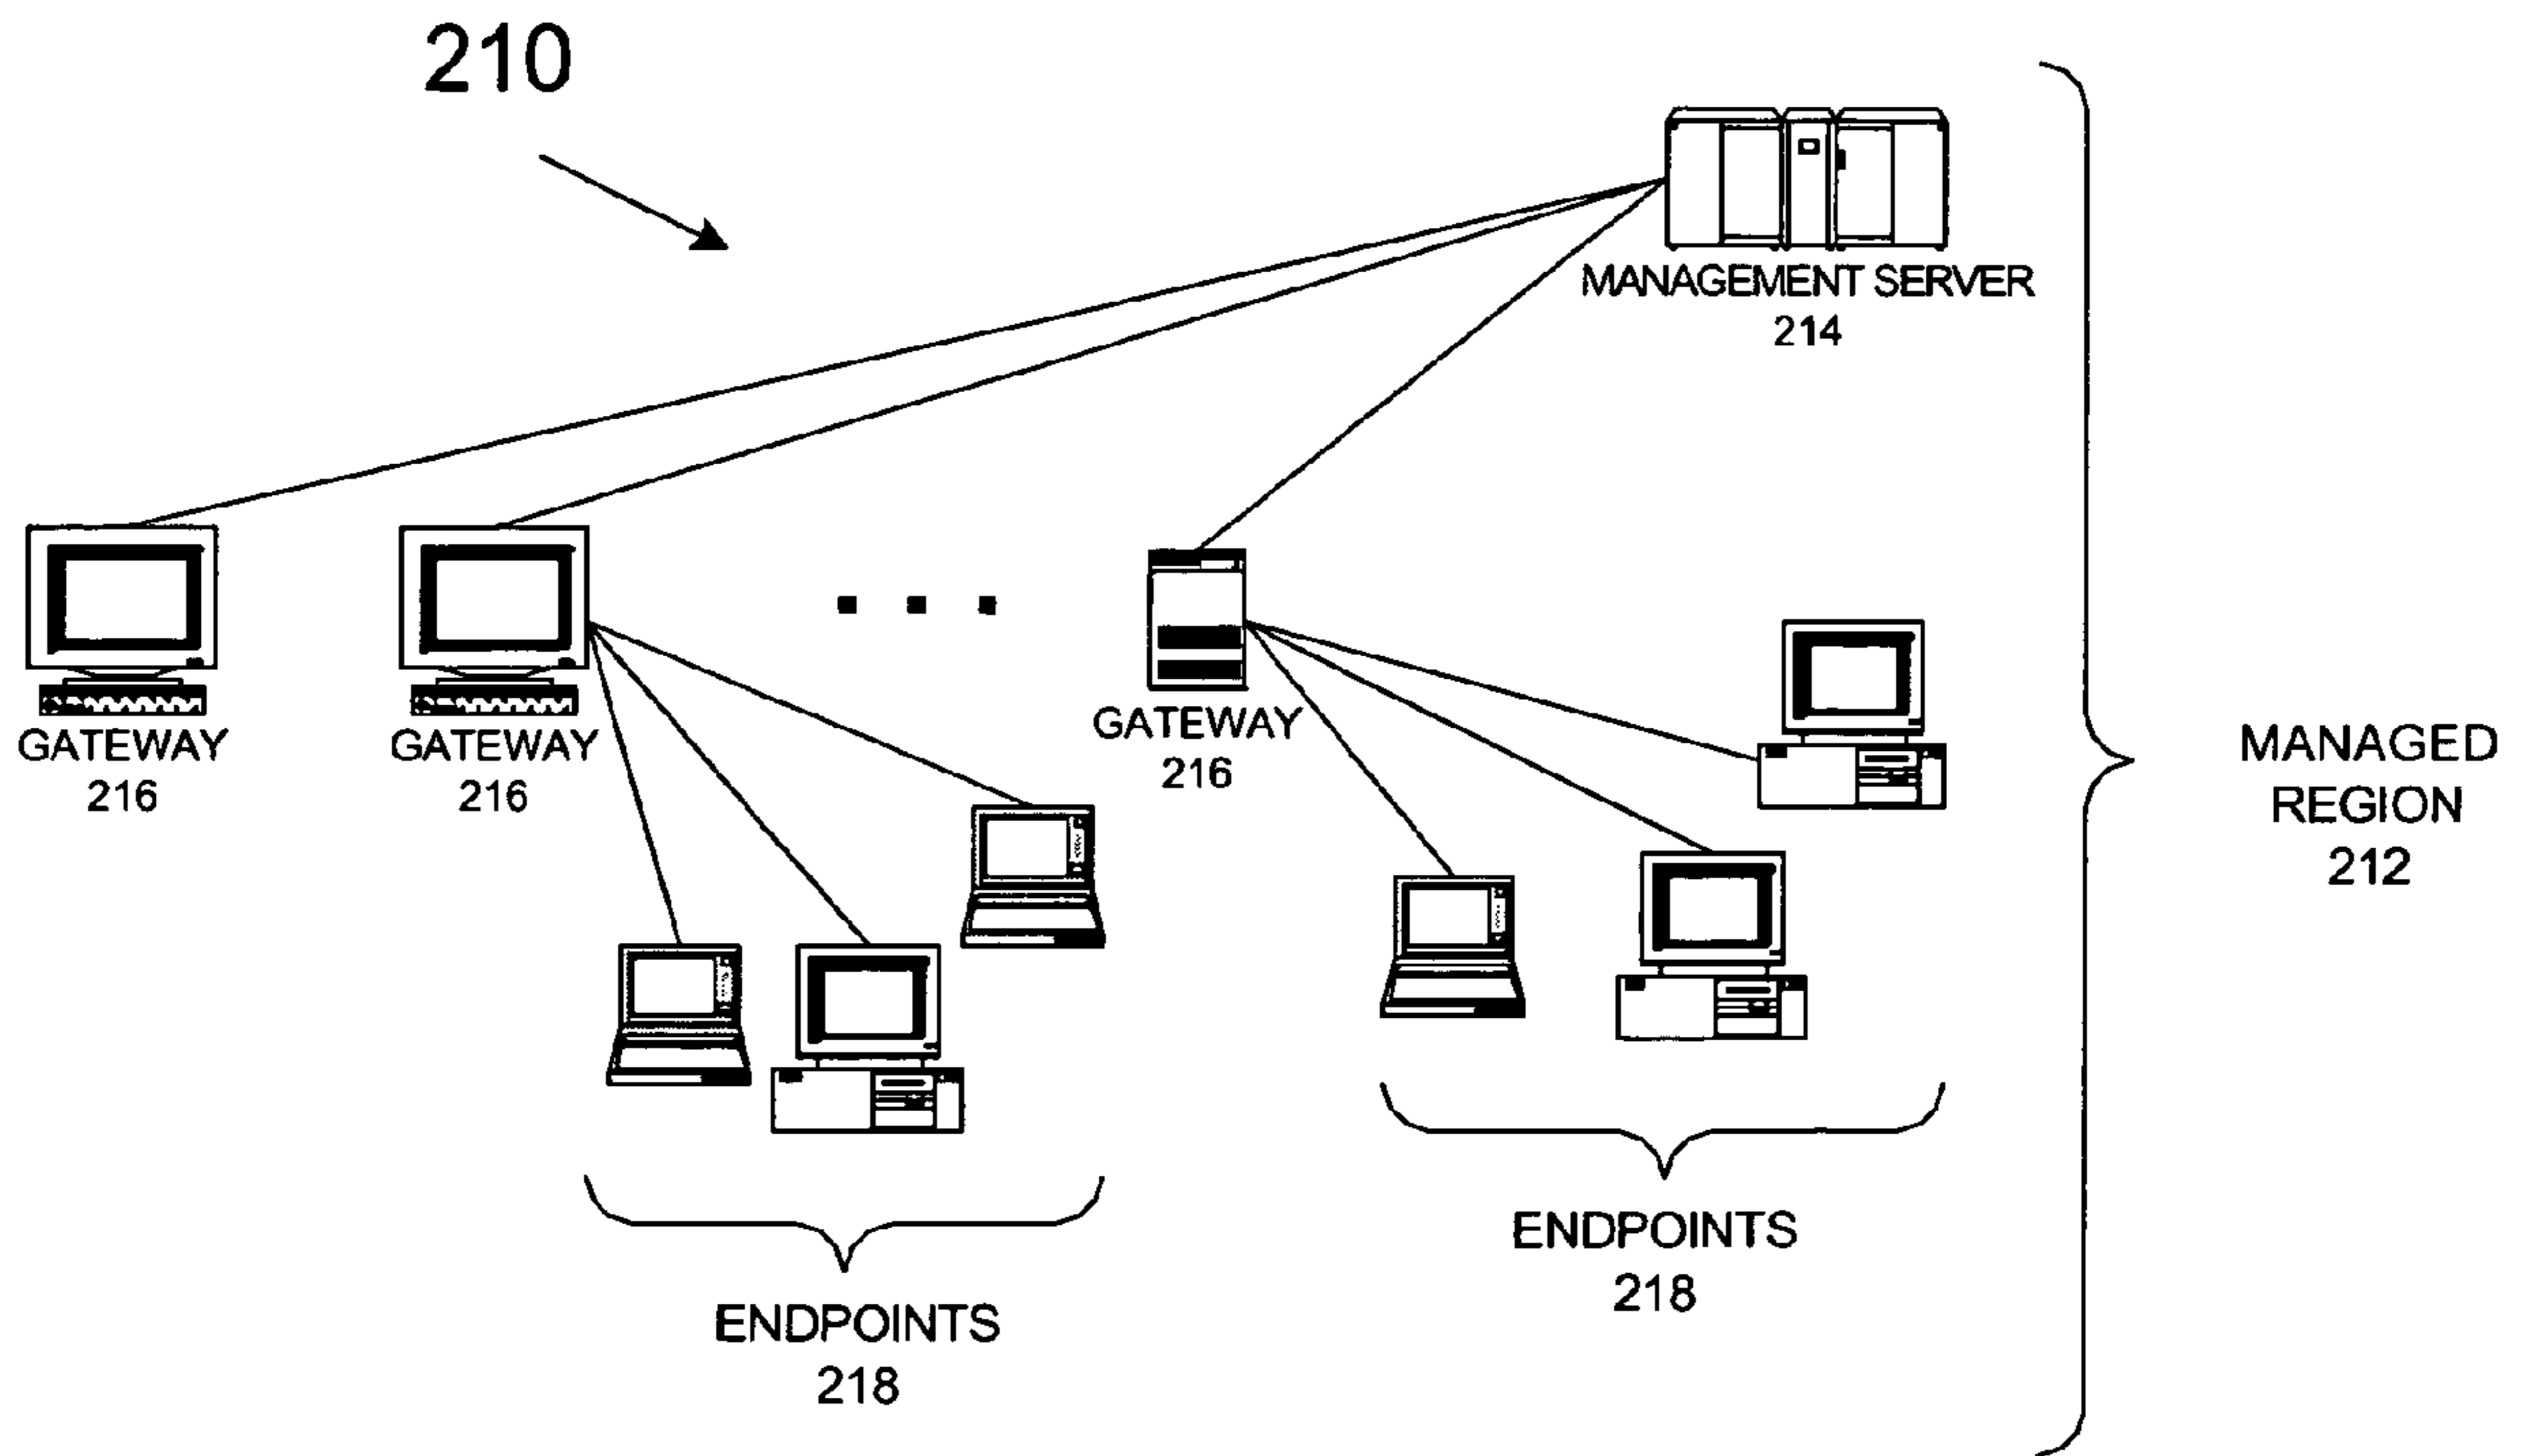 210
MANAGEMENT SERVER
214
GATEWAY
216
GATEWAY
216
GATEWAY
216
MANAGED
REGION
212
ENDPOINTS
218
ENDPOINTS
218